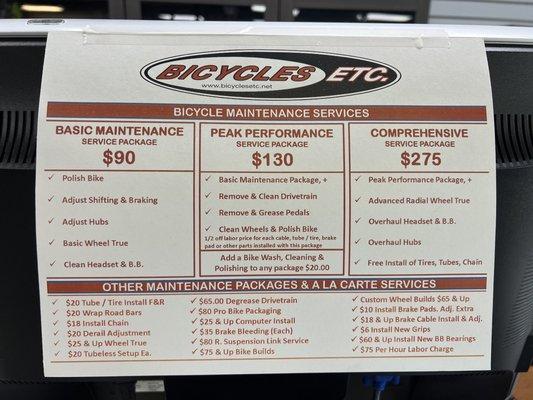 BICYCLES ETC.
www.bicyclesetc.net
BICYCLE MAINTENANCE SERVICES
BASIC MAINTENANCE
SERVICE PACKAGE
$90
✓ Polish Bike
✓ Adjust Shifting & Braking
✓ Adjust Hubs
✓ Basic Wheel True
✓ Clean Headset & B.B.
PEAK PERFORMANCE
SERVICE PACKAGE
$130
✓ Basic Maintenance Package, +
✓ Remove & Clean Drivetrain
✓ Remove & Grease Pedals
✓ Clean Wheels & Polish Bike
1/2 off labor price for each cable, tube / tire, brake
pad or other parts installed with this package
Add a Bike Wash, Cleaning &
Polishing to any package $20.00
COMPREHENSIVE
SERVICE PACKAGE
$275
✓ Peak Performance Package, +
✓ Advanced Radial Wheel True
✓ Overhaul Headset & B.B.
✓ Overhaul Hubs
✓ Free Install of Tires, Tubes, Chain
OTHER MAINTENANCE PACKAGES & A LA CARTE SERVICES
✓ $20 Tube / Tire Install F&R
✓ $20 Wrap Road Bars
✓ $18 Install Chain
✓ $20 Derail Adjustment
✓ $25 & Up Wheel True
✓ $20 Tubeless Setup Ea.
✓ $65.00 Degrease Drivetrain
✓ $80 Pro Bike Packaging
✓ $25 & Up Computer Install
✓ $35 Brake Bleeding (Each)
✓ $80 R. Suspension Link Service
✓ $75 & Up Bike Builds
✓ Custom Wheel Builds $65 & Up
✓ $10 Install Brake Pads. Adj. Extra
✓ $18 & Up Brake Cable Install & Adj.
✓ $6 Install New Grips
✓ $60 & Up Install New BB Bearings
✓ $75 Per Hour Labor Charge